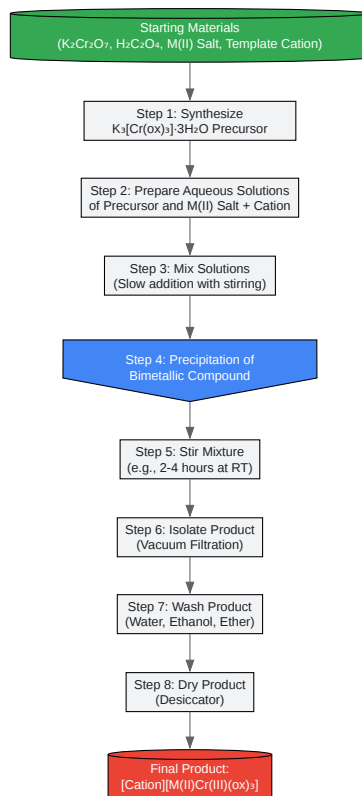 Starting Materials
(K₂Cr₂O₇, H₂C₂O₄, M(II) Salt, Template Cation)
Step 1: Synthesize
K₃[Cr(ox)₃]·3H₂O Precursor
Step 2: Prepare Aqueous Solutions
of Precursor and M(II) Salt + Cation
Step 3: Mix Solutions
(Slow addition with stirring)
Step 4: Precipitation of
Bimetallic Compound
Step 5: Stir Mixture
(e.g., 2-4 hours at RT)
Step 6: Isolate Product
(Vacuum Filtration)
Step 7: Wash Product
(Water, Ethanol, Ether)
Step 8: Dry Product
(Desiccator)
Final Product:
[Cation][M(II)Cr(III)(ox)₃]